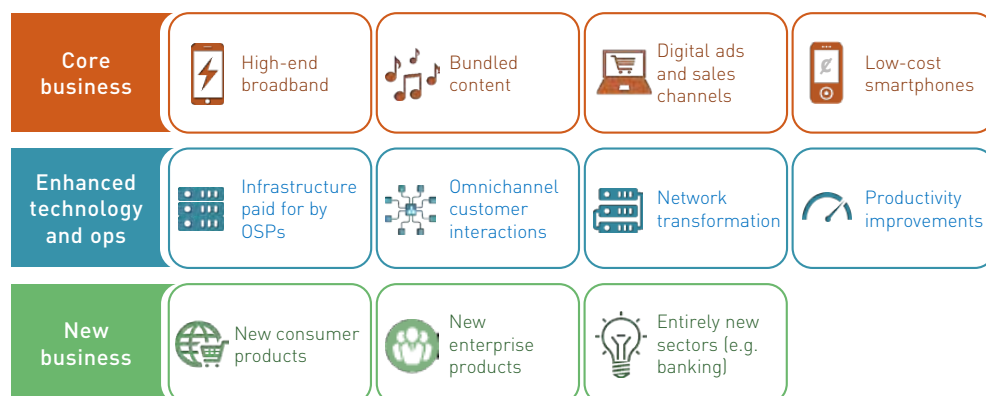 Core
business
High-end
broadband
Bundled
content
Digital ads
and sales
channels
Low-cost
smartphones
Enhanced
technology
and ops
Infrastructure
paid for by
OSPs
Omnichannel
customer
interactions
Network
transformation
Productivity
improvements
New
business
New consumer
products
New
enterprise
products
Entirely new
sectors (e.g.
banking)